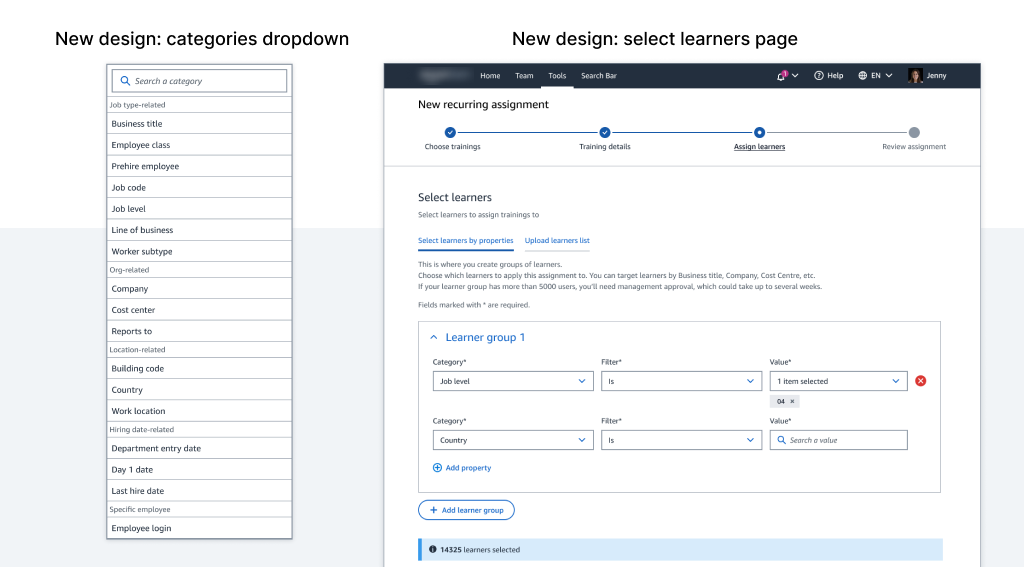 New design: categories dropdown
Search a category
Job type-related
Business title
Employee class
Prehire employee
Job code
Job level
Line of business
Worker subtype
Org-related
Company
Cost center
Reports to
Location-related
Building code
Country
Work location
Hiring date-related
Department entry date
Day 1 date
Last hire date
Specific employee
Employee login
New design: select learners page
Home Team Tools Search Bar 1 Help EN Jenny
New recurring assignment
Choose trainings Training details Assign learners Review assignment
Select learners
Select learners to assign trainings to
Select learners by properties Upload learners list
This is where you create groups of learners.
Choose which learners to apply this assignment to. You can target learners by Business title, Company, Cost Centre, etc.
If your learner group has more than 5000 users, you'll need management approval, which could take up to several weeks.
Fields marked with * are required.
Learner group 1
Category* Filter* Value*
Job level Is 1 item selected
04 ×
Category* Filter* Value*
Country Is Search a value
Add property
+ Add learner group
14325 learners selected